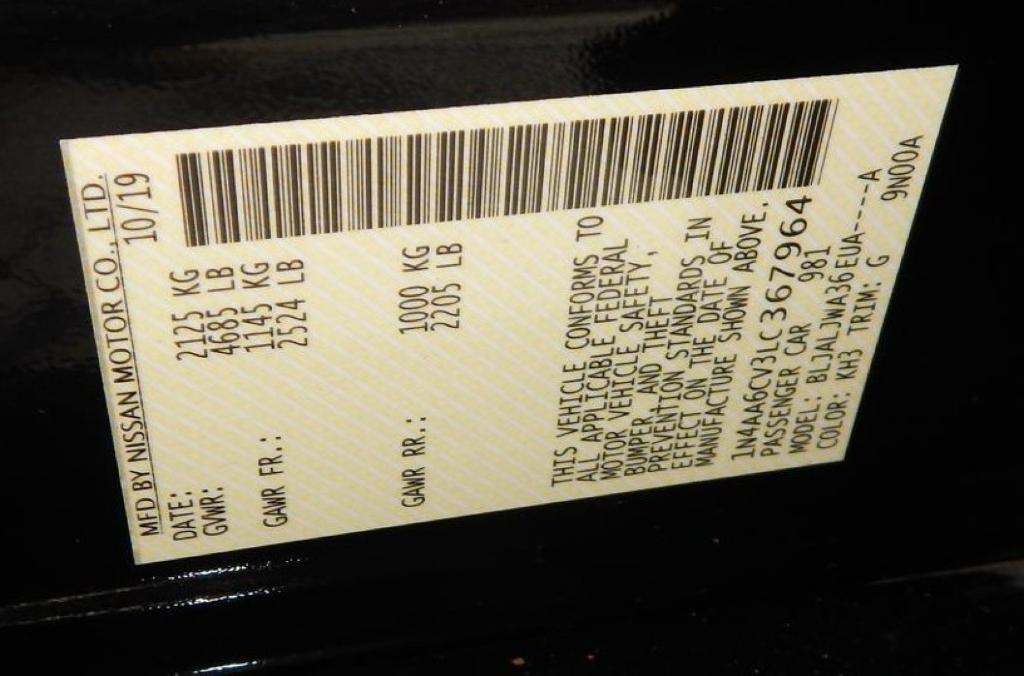 MFD BY NISSAN MOTOR CO., LTD.
DATE: 10/19
GVWR: 2125 KG
4685 LB
GAWR FR.: 1145 KG
2524 LB
GAWR RR.: 1000 KG
2205 LB
THIS VEHICLE CONFORMS TO
ALL APPLICABLE FEDERAL
MOTOR VEHICLE SAFETY,
BUMPER, AND THEFT
PREVENTION STANDARDS IN
EFFECT ON THE DATE OF
MANUFACTURE SHOWN ABOVE.
1N4AA6CV3LC367964
PASSENGER CAR 981
MODEL: BLJALJWA36EUA----A
COLOR: KH3 TRIM: G 9N00A